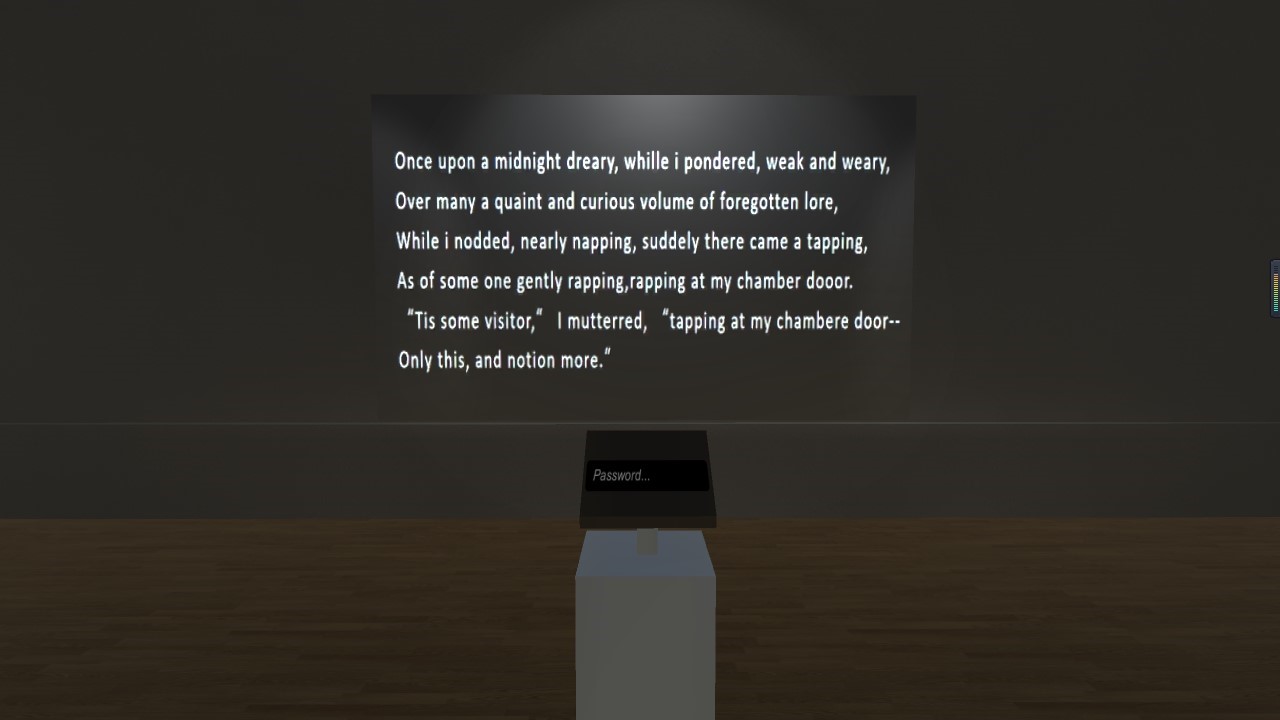 Once upon a midnight dreary, whille i pondered, weak and weary,
Over many a quaint and curious volume of foregotten lore,
While i nodded, nearly napping, suddely there came a tapping,
As of some one gently rapping,rapping at my chamber dooor.
“Tis some visitor,“ I mutterred, “tapping at my chambere door--
Only this, and notion more.”
Password...